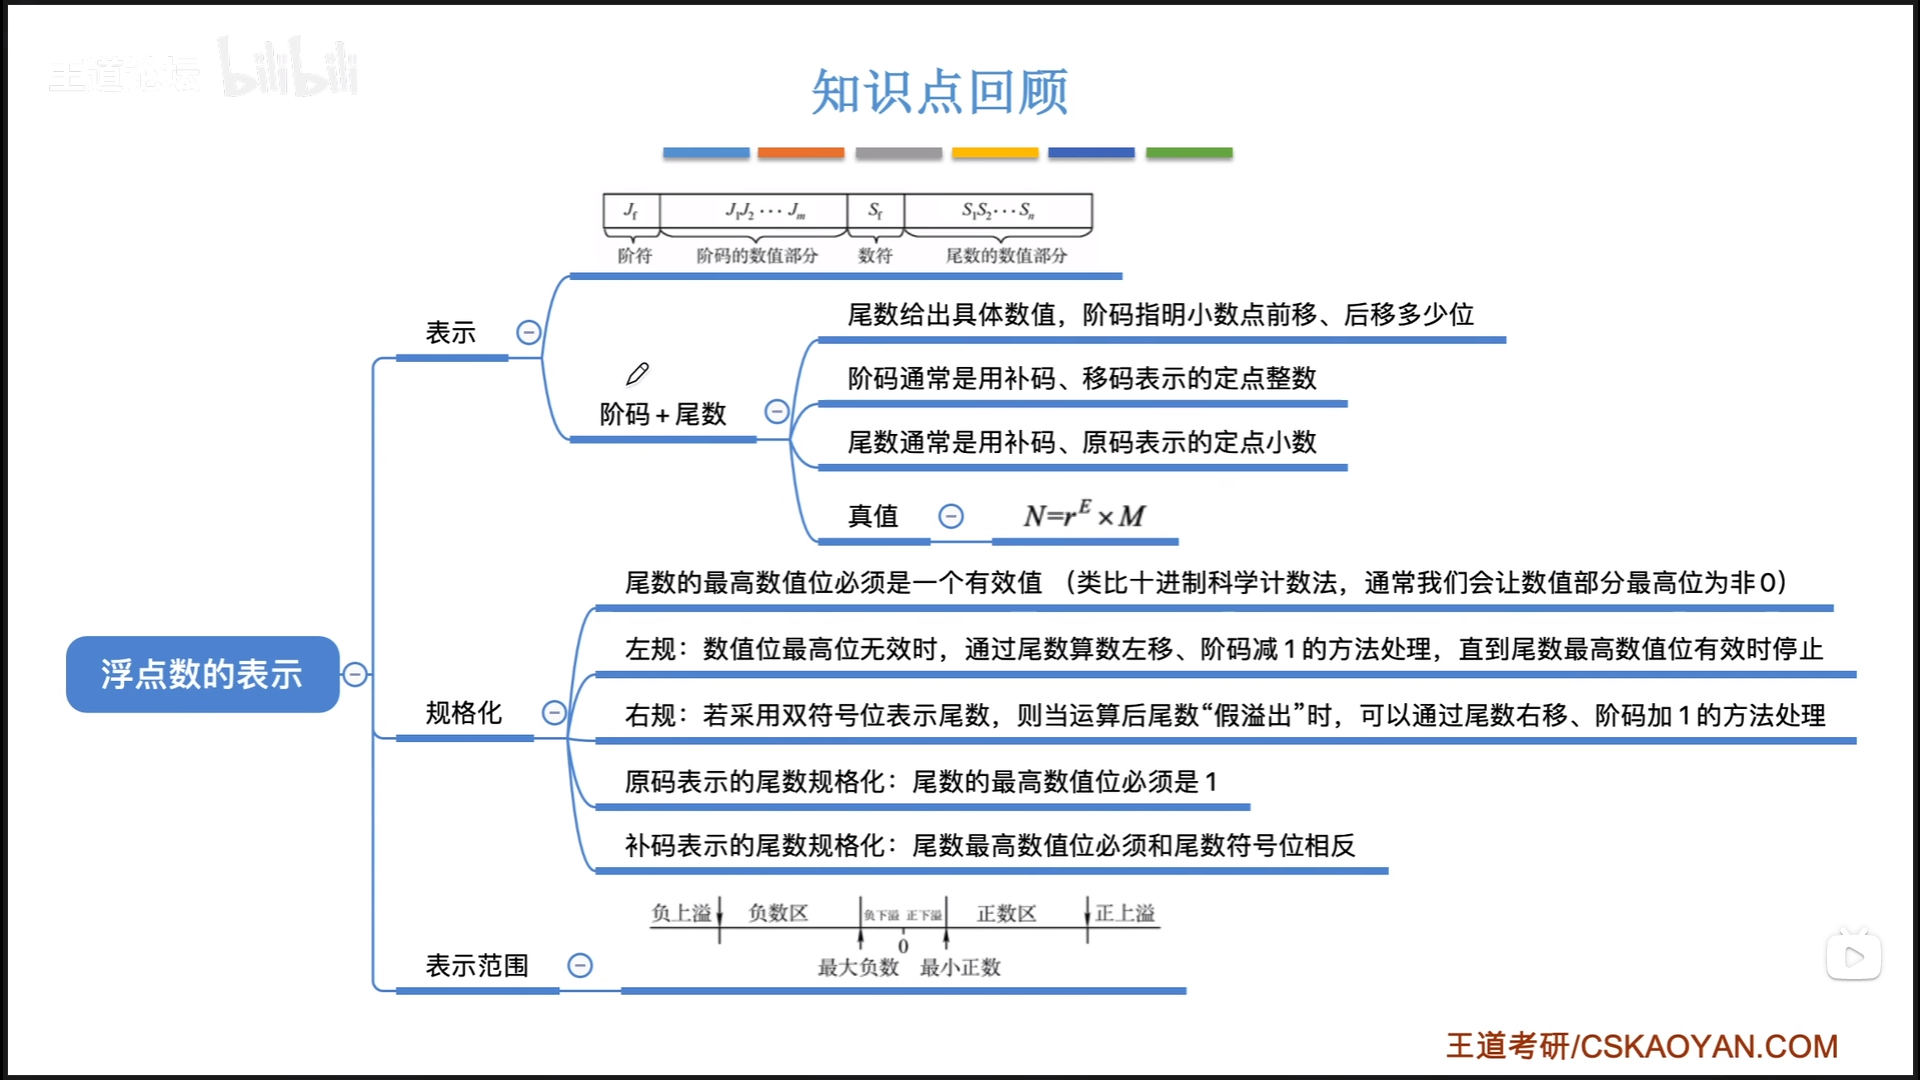 王道论坛 bilibili
知识点回顾
J_f J_1J_2 ··· J_m S_f S_1S_2 ··· S_n
阶符 阶码的数值部分 数符 尾数的数值部分
表示
尾数给出具体数值，阶码指明小数点前移、后移多少位
阶码通常是用补码、移码表示的定点整数
阶码 + 尾数
尾数通常是用补码、原码表示的定点小数
真值 N=r^E × M
尾数的最高数值位必须是一个有效值 （类比十进制科学计数法，通常我们会让数值部分最高位为非 0）
左规：数值位最高位无效时，通过尾数算数左移、阶码减 1 的方法处理，直到尾数最高数值位有效时停止
浮点数的表示
规格化
右规：若采用双符号位表示尾数，则当运算后尾数“假溢出”时，可以通过尾数右移、阶码加 1 的方法处理
原码表示的尾数规格化：尾数的最高数值位必须是 1
补码表示的尾数规格化：尾数最高数值位必须和尾数符号位相反
负上溢 负数区 负下溢 正下溢 正数区 正上溢
0
表示范围
最大负数 最小正数
王道考研/CSKAOYAN.COM